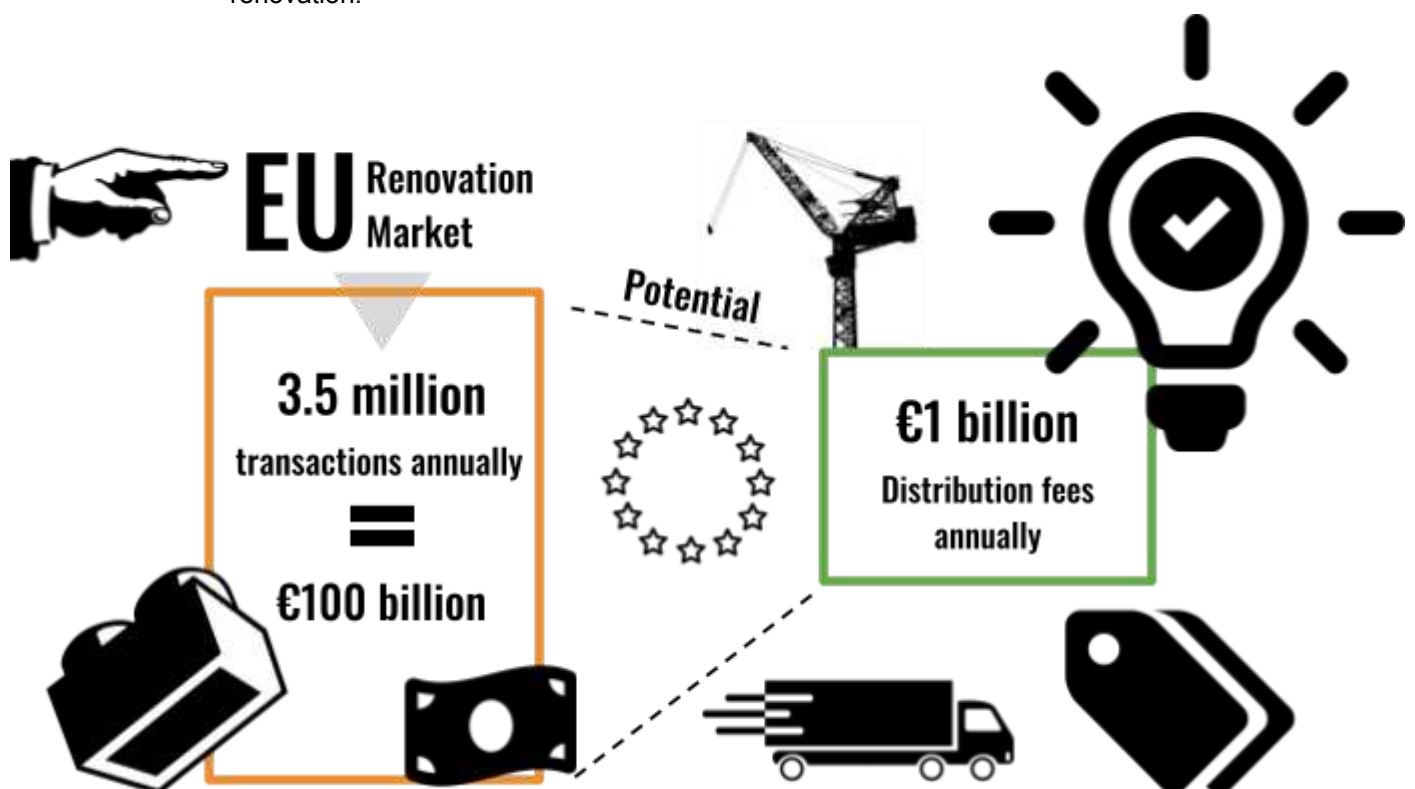 renovation.
EU Renovation
Market
Potential
3.5 million
transactions annually
=
€100 billion
€1 billion
Distribution fees
annually